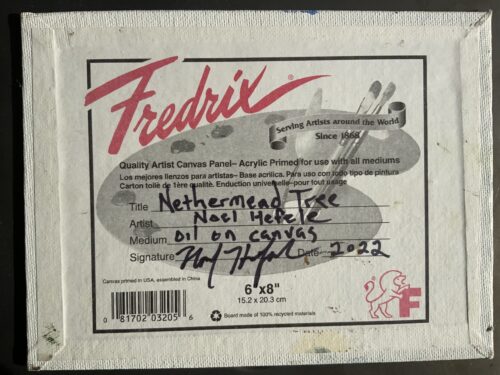 Fredrix®
Serving Artists around the World
Since 1868
Quality Artist Canvas Panel– Acrylic Primed for use with all mediums
Los mejores lienzos para artistas– Base acrilica. Para uso con todo tipo de pintura
Carton toile de 1ère qualité. Enduction universelle–pour tout usage
Title Nethermead Tree
Artist Noel Hefele
Medium oil on canvas
Signature Date 2022
Canvas printed in USA, assembled in China
6"x8"
15.2 x 20.3 cm
0 81702 03205 6
Board made of 100% recycled materials
F